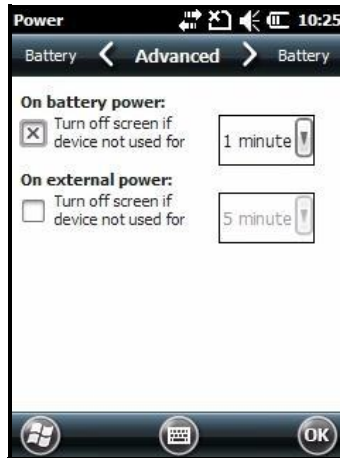 Power 10:25
Battery Advanced Battery
On battery power:
Turn off screen if
device not used for
1 minute
On external power:
Turn off screen if
device not used for
5 minute
OK